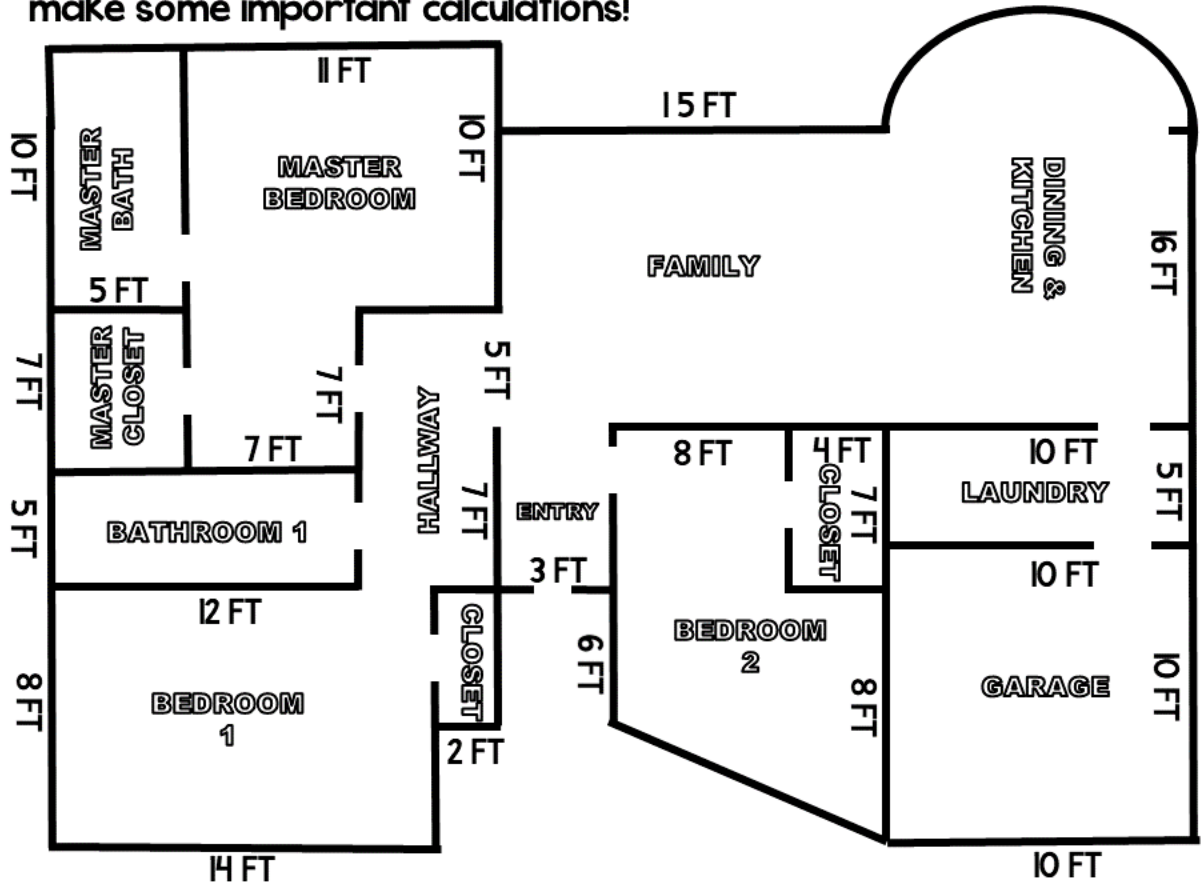 make some important calculations!
11 FT
15 FT
10 FT
10 FT
MASTER
BATH
MASTER
BEDROOM
DINING &
KITCHEN
FAMILY
16 FT
5 FT
7 FT
MASTER
CLOSET
7 FT
5 FT
HALLWAY
7 FT
8 FT
4 FT
10 FT
5 FT
BATHROOM 1
7 FT
ENTRY
CLOSET
7 FT
LAUNDRY
5 FT
3 FT
10 FT
12 FT
CLOSET
6 FT
BEDROOM
2
8 FT
BEDROOM
1
8 FT
GARAGE
10 FT
2 FT
14 FT
10 FT